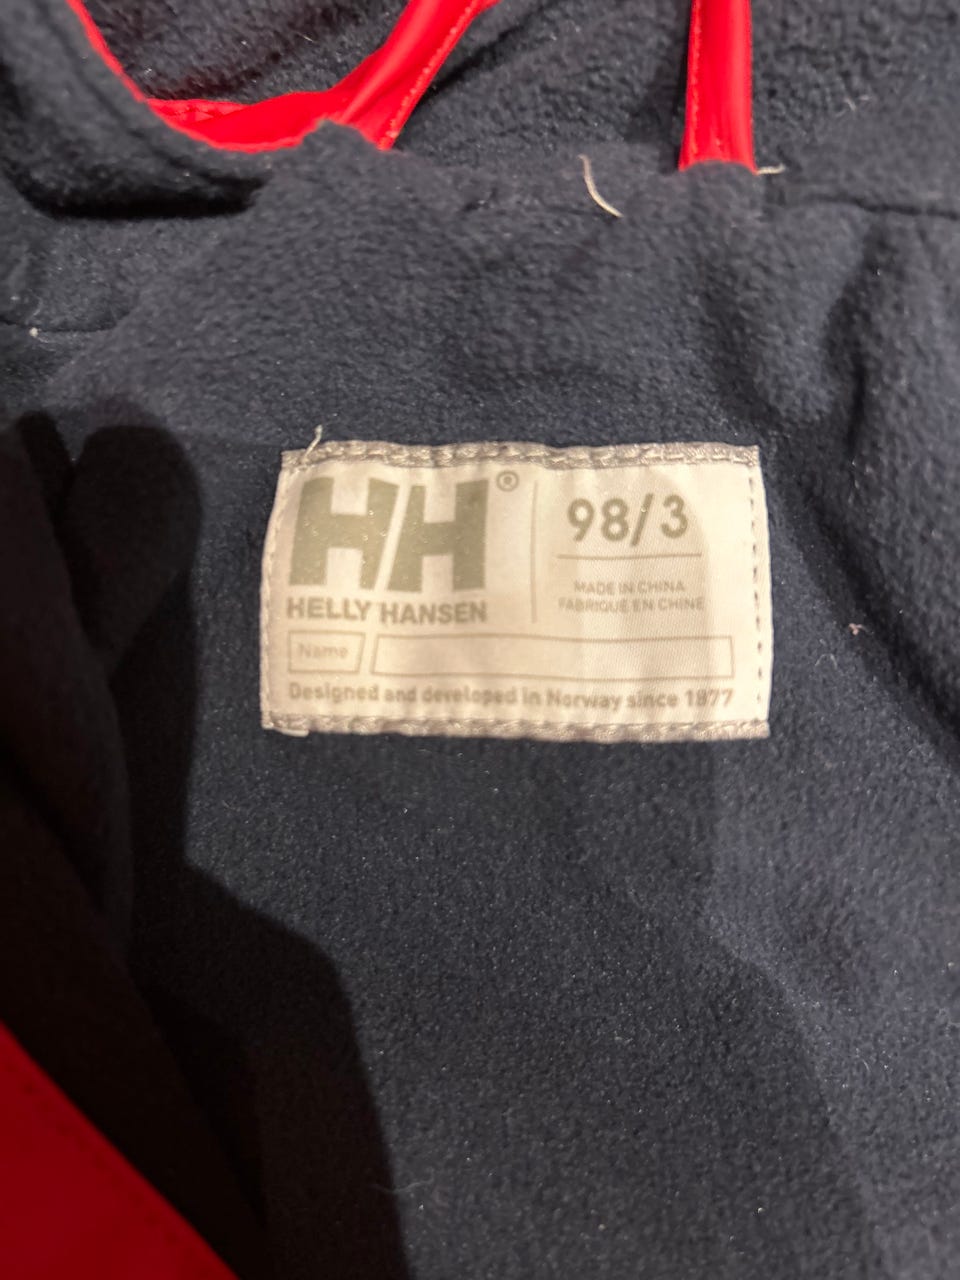 HH®
HELLY HANSEN
98/3
MADE IN CHINA
FABRIQUÉ EN CHINE
Name
Designed and developed in Norway since 1877